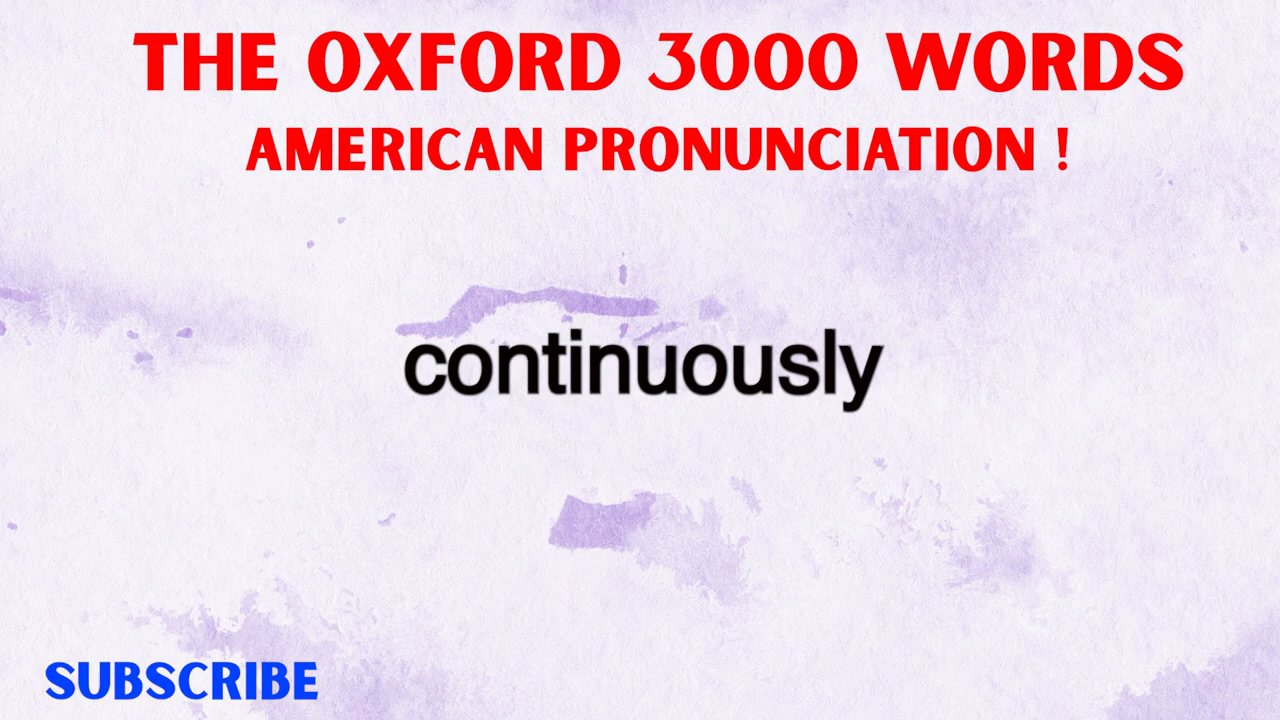 THE OXFORD 3000 WORDS
AMERICAN PRONUNCIATION !
continuously
SUBSCRIBE